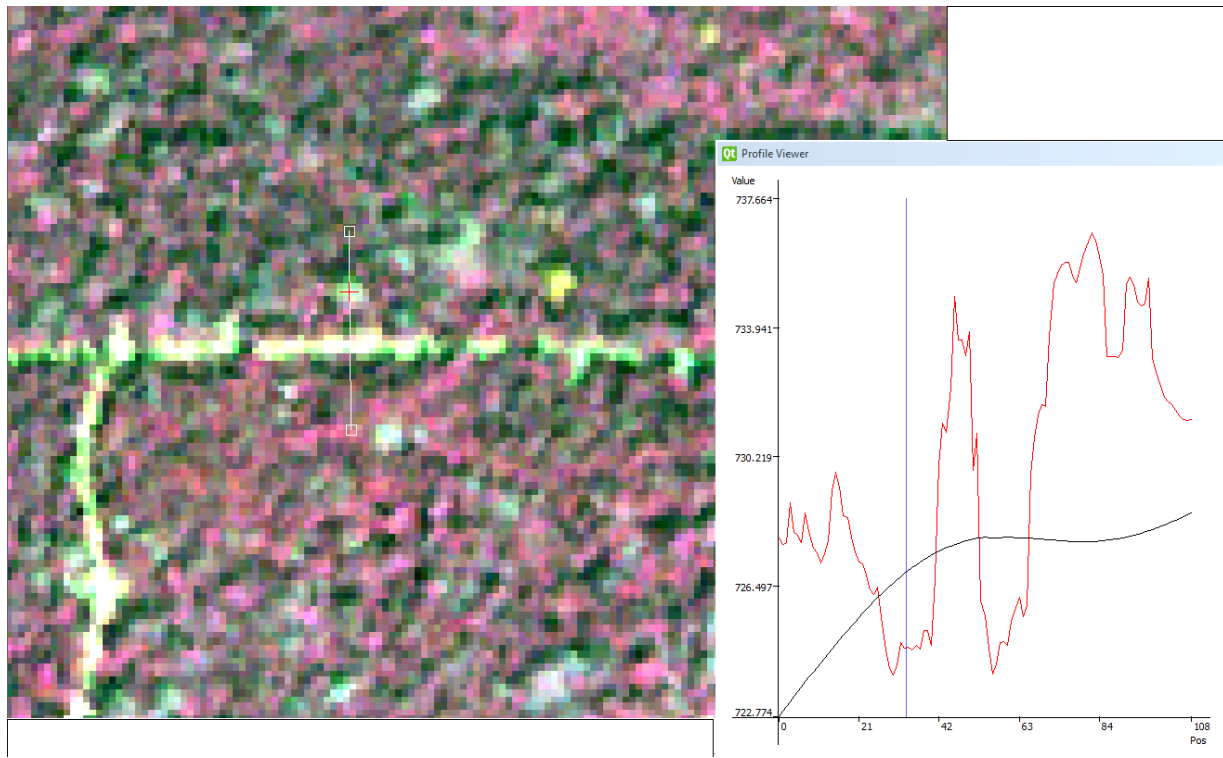 Qt Profile Viewer
Value
737.664
733.941
730.219
726.497
722.774
0 21 42 63 84 108
Pos